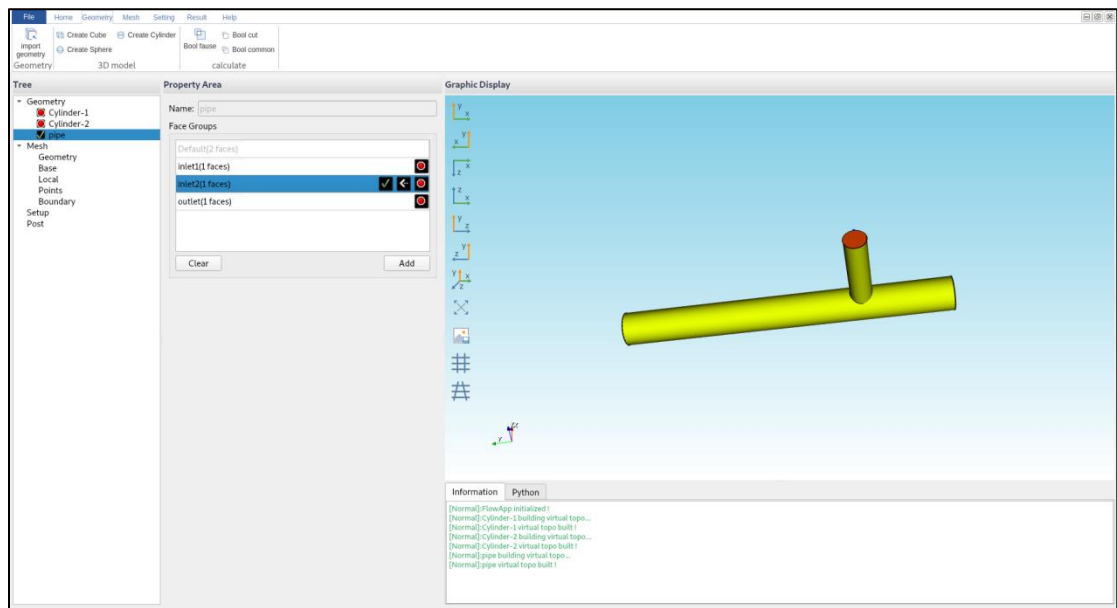 File Home Geometry Mesh Setting Result Help
import geometry
Create Cube Create Cylinder
Create Sphere
Bool fause
Bool cut
Bool common
Geometry 3D model calculate
Tree
Geometry
Cylinder-1
Cylinder-2
pipe
Mesh
Geometry
Base
Local
Points
Boundary
Setup
Post
Property Area
Name: pipe
Face Groups
Default(2 faces)
inlet1(1 faces)
inlet2(1 faces)
outlet(1 faces)
Clear Add
Graphic Display
Y x
x Y
z x
z x
Y z
z Y
Y x z
Y
Information Python
[Normal]:FlowApp initialized !
[Normal]:Cylinder-1 building virtual topo...
[Normal]:Cylinder-1 virtual topo built !
[Normal]:Cylinder-2 building virtual topo...
[Normal]:Cylinder-2 virtual topo built !
[Normal]:pipe building virtual topo...
[Normal]:pipe virtual topo built !